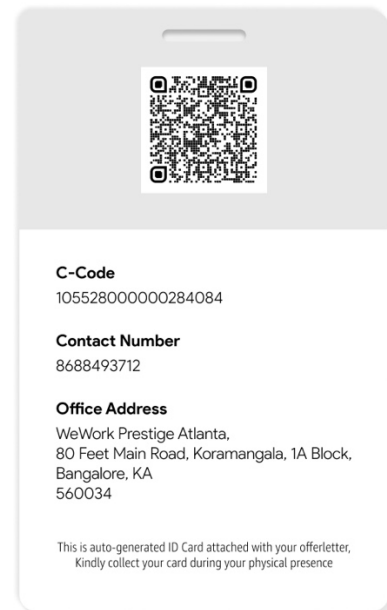 C-Code
105528000000284084
Contact Number
8688493712
Office Address
WeWork Prestige Atlanta,
80 Feet Main Road, Koramangala, 1A Block,
Bangalore, KA
560034
This is auto-generated ID Card attached with your offerletter,
Kindly collect your card during your physical presence